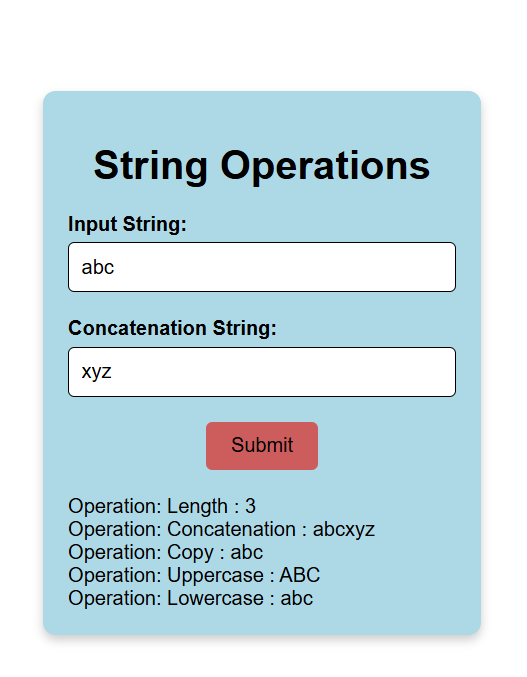 String Operations
Input String:
abc
Concatenation String:
xyz
Submit
Operation: Length : 3
Operation: Concatenation : abcxyz
Operation: Copy : abc
Operation: Uppercase : ABC
Operation: Lowercase : abc